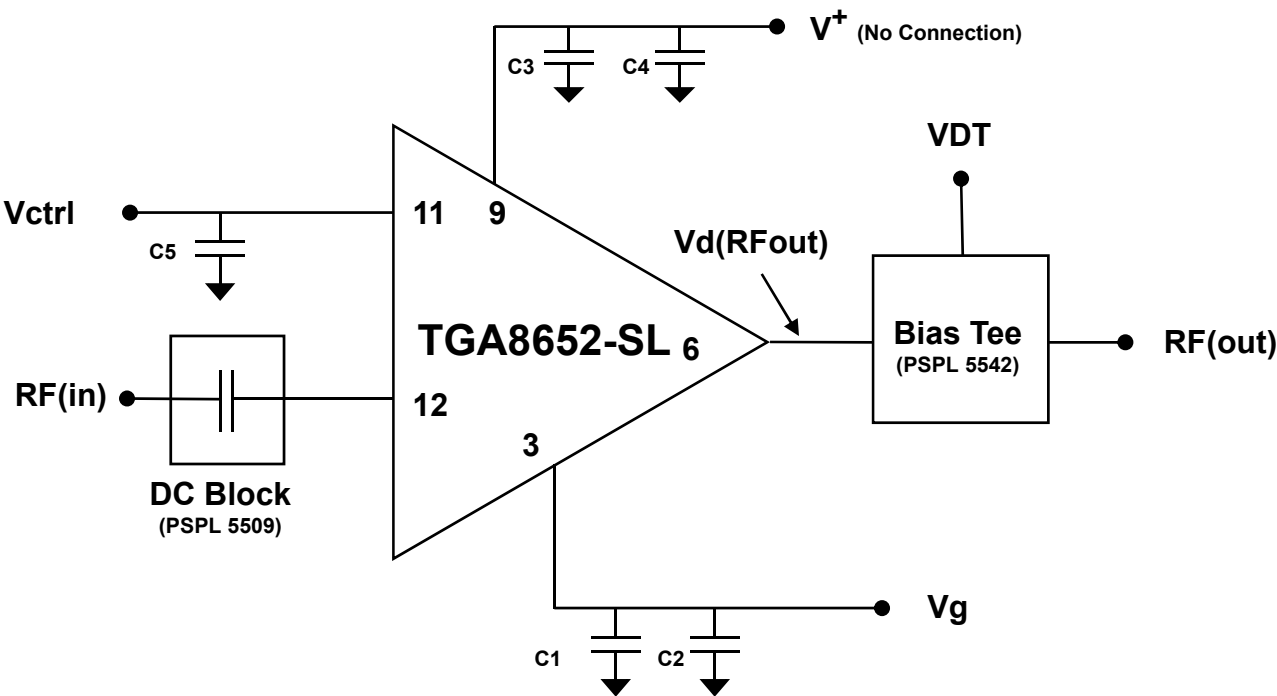 V+ (No Connection)
C3
C4
VDT
Vctrl
11
9
C5
Vd(RFout)
TGA8652-SL 6
Bias Tee
(PSPL 5542)
RF(out)
RF(in)
12
3
DC Block
(PSPL 5509)
Vg
C1
C2